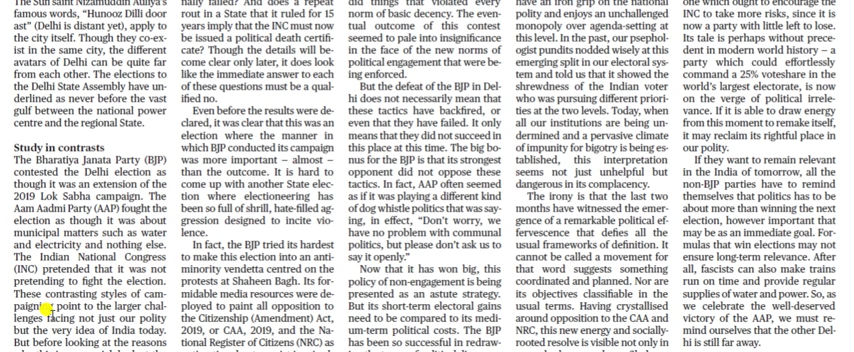 The Sufi saint Nizamuddin Auliya's
famous words, "Hunooz Dilli door
ast" (Delhi is distant yet), apply to
the city itself. Though they co-ex-
ist in the same city, the different
avatars of Delhi can be quite far
from each other. The elections to
the Delhi State Assembly have un-
derlined as never before the vast
gulf between the national power
centre and the regional State.
Study in contrasts
The Bharatiya Janata Party (BJP)
contested the Delhi election as
though it was an extension of the
2019 Lok Sabha campaign. The
Aam Aadmi Party (AAP) fought the
election as though it was about
municipal matters such as water
and electricity and nothing else.
The Indian National Congress
(INC) pretended that it was not
pretending to fight the election.
These contrasting styles of cam-
paigning point to the larger chal-
lenges facing not just our polity
but the very idea of India today.
But before looking at the reasons
nally failed? And does a repeat
rout in a State that it ruled for 15
years imply that the INC must now
be issued a political death certifi-
cate? Though the details will be-
come clear only later, it does look
like the immediate answer to each
of these questions must be a qual-
ified no.
Even before the results were de-
clared, it was clear that this was an
election where the manner in
which BJP conducted its campaign
was more important – almost –
than the outcome. It is hard to
come up with another State elec-
tion where electioneering has
been so full of shrill, hate-filled ag-
gression designed to incite vio-
lence.
In fact, the BJP tried its hardest
to make this election into an anti-
minority vendetta centred on the
protests at Shaheen Bagh. Its for-
midable media resources were de-
ployed to paint all opposition to
the Citizenship (Amendment) Act,
2019, or CAA, 2019, and the Na-
tional Register of Citizens (NRC) as
did things that violated every
norm of basic decency. The even-
tual outcome of this contest
seemed to pale into insignificance
in the face of the new norms of
political engagement that were be-
ing enforced.
But the defeat of the BJP in Del-
hi does not necessarily mean that
these tactics have backfired, or
even that they have failed. It only
means that they did not succeed in
this place at this time. The big bo-
nus for the BJP is that its strongest
opponent did not oppose these
tactics. In fact, AAP often seemed
as if it was playing a different kind
of dog whistle politics that was say-
ing, in effect, "Don't worry, we
have no problem with communal
politics, but please don't ask us to
say it openly."
Now that it has won big, this
policy of non-engagement is being
presented as an astute strategy.
But its short-term electoral gains
need to be compared to its medi-
um-term political costs. The BJP
has been so successful in redraw-
have an iron grip on the national
polity and enjoys an unchallenged
monopoly over agenda-setting at
this level. In the past, our pseph-
ologist pundits nodded wisely at this
emerging split in our electoral sys-
tem and told us that it showed the
shrewdness of the Indian voter
who was pursuing different priori-
ties at the two levels. Today, when
all our institutions are being un-
dermined and a pervasive climate
of impunity for bigotry is being es-
tablished, this interpretation
seems not just unhelpful but
dangerous in its complacency.
The irony is that the last two
months have witnessed the emer-
gence of a remarkable political ef-
fervescence that defies all the
usual frameworks of definition. It
cannot be called a movement for
that word suggests something
coordinated and planned. Nor are
its objectives classifiable in the
usual terms. Having crystallised
around opposition to the CAA and
NRC, this new energy and socially-
rooted resolve is visible not only in
one which ought to encourage the
INC to take more risks, since it is
now a party with little left to lose.
Its tale is perhaps without prece-
dent in modern world history – a
party which could effortlessly
command a 25% voteshare in the
world's largest electorate, is now
on the verge of political irrele-
vance. If it is able to draw energy
from this moment to remake itself,
it may reclaim its rightful place in
our polity.
If they want to remain relevant
in the India of tomorrow, all the
non-BJP parties have to remind
themselves that politics has to be
about more than winning the next
election, however important that
may be as an immediate goal. For-
mulas that win elections may not
ensure long-term relevance. After
all, fascists can also make trains
run on time and provide regular
supplies of water and power. So, as
we celebrate the well-deserved
victory of the AAP, we must re-
mind ourselves that the other Del-
hi is still far away.